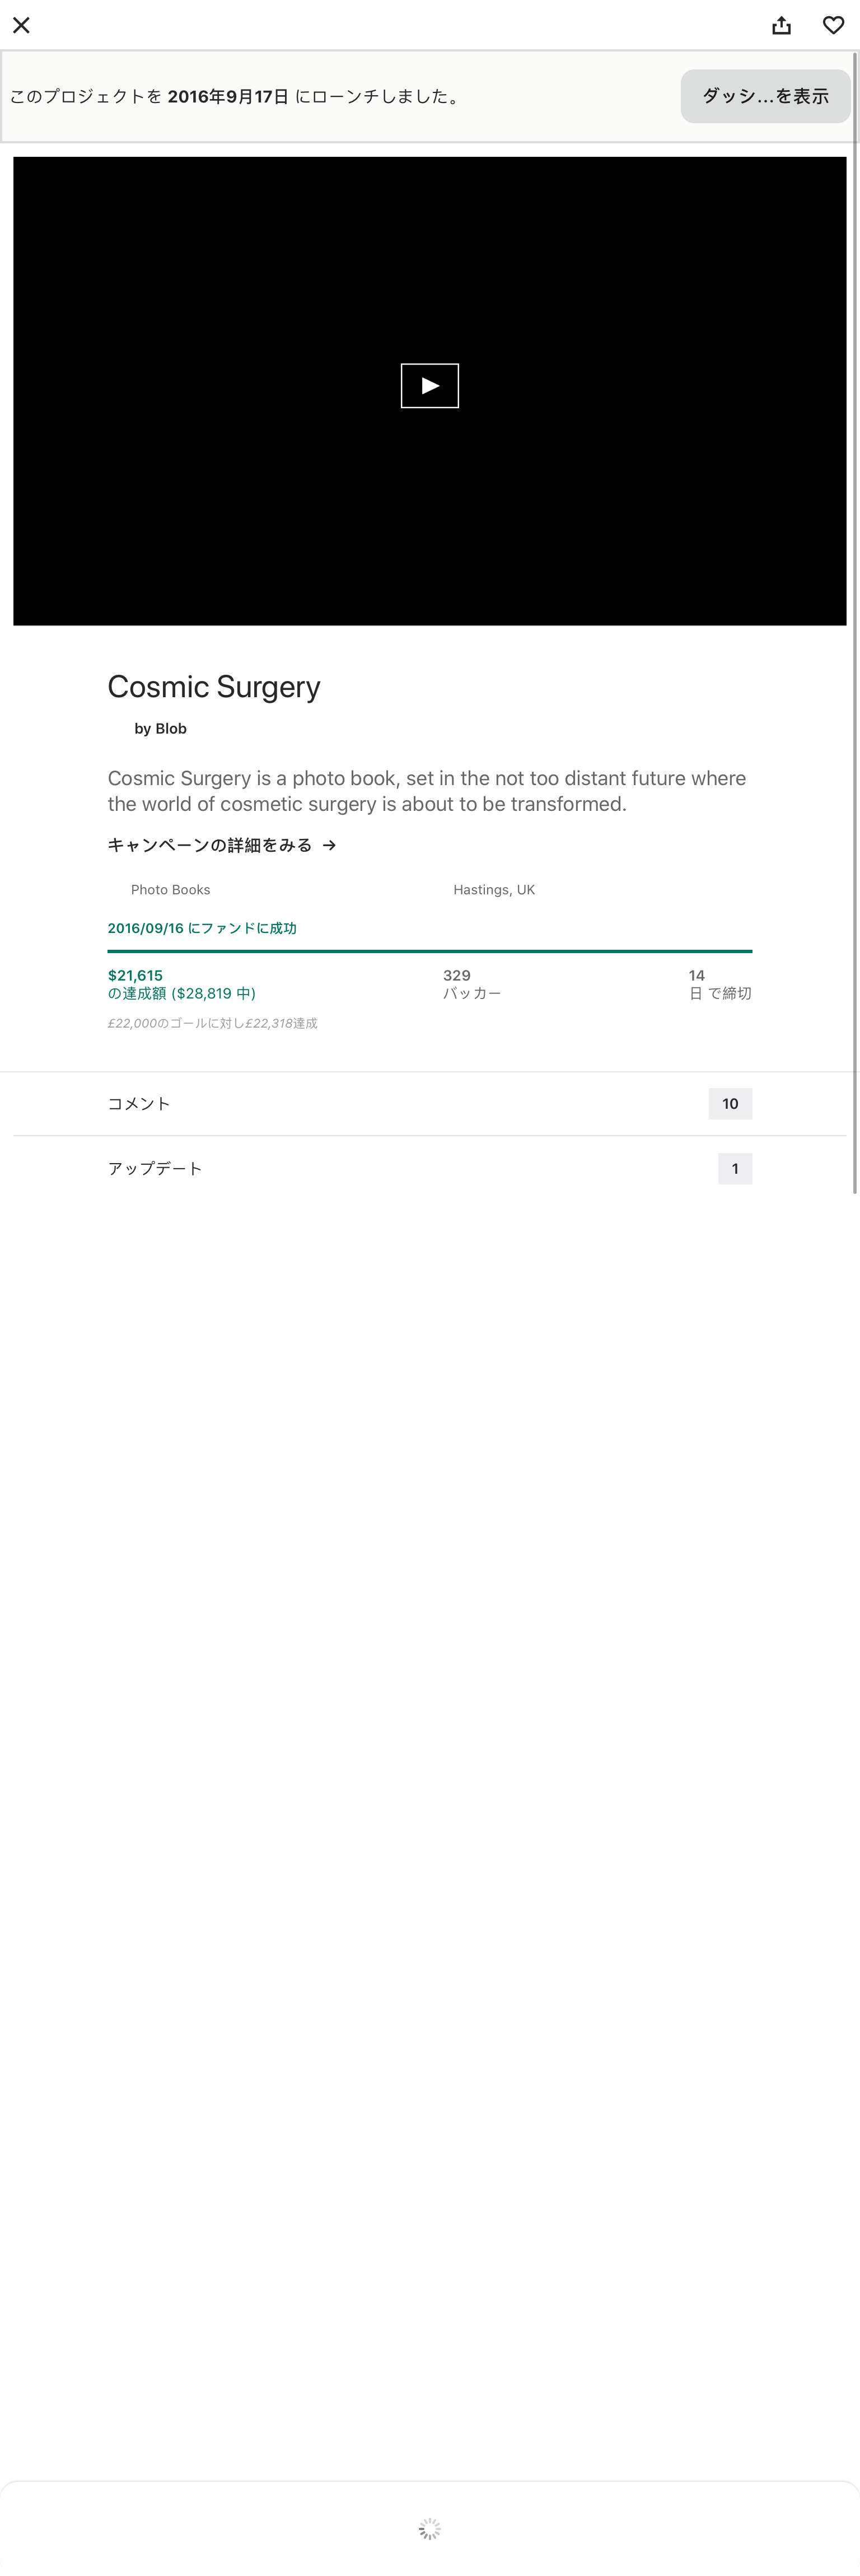 このプロジェクトを 2016年9月17日 にローンチしました。
ダッシ…を表示
Cosmic Surgery
by Blob
Cosmic Surgery is a photo book, set in the not too distant future where
the world of cosmetic surgery is about to be transformed.
キャンペーンの詳細をみる →
Photo Books
Hastings, UK
2016/09/16 にファンドに成功
$21,615
の達成額 ($28,819 中)
329
バッカー
14
日 で締切
£22,000のゴールに対し£22,318達成
コメント
10
アップデート
1